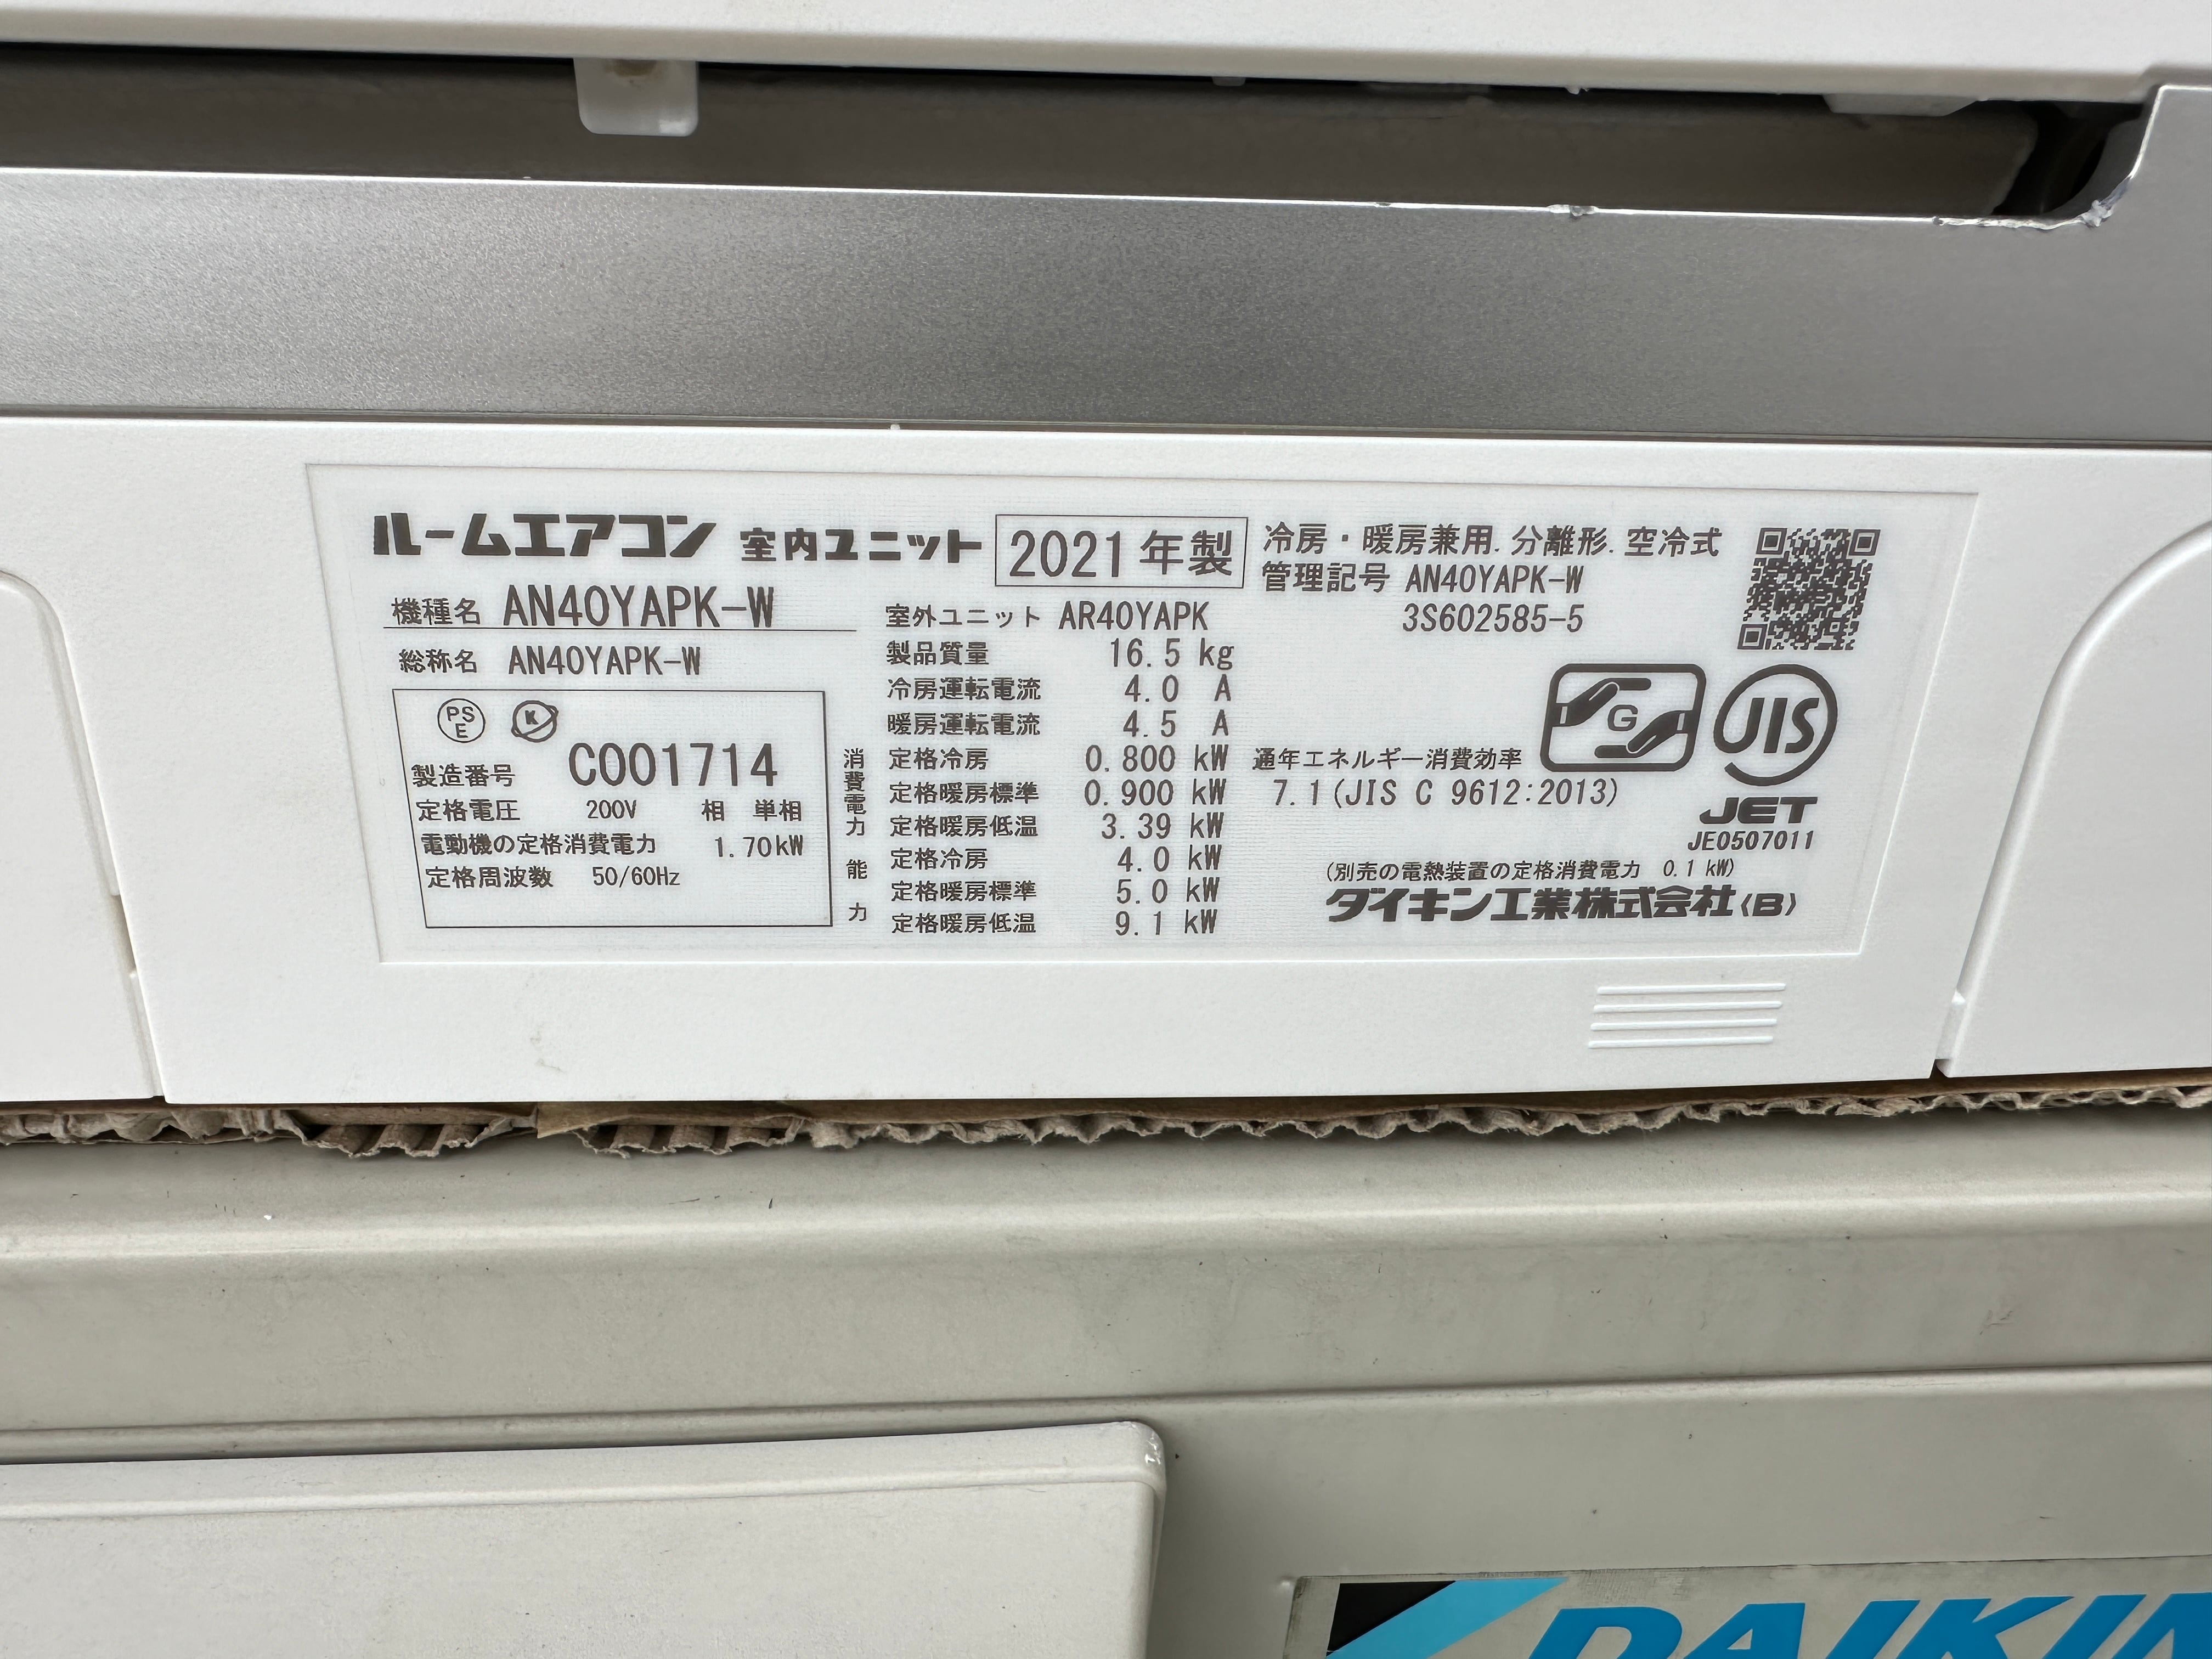 ルームエアコン 室内ユニット 2021年製
機種名 AN40YAPK-W
総称名 AN40YAPK-W
PS
E
K
製造番号 C001714
定格電圧 200V 相 単相
電動機の定格消費電力 1.70kW
定格周波数 50/60Hz
室外ユニット AR40YAPK
製品質量 16.5 kg
冷房運転電流 4.0 A
暖房運転電流 4.5 A
消費電力
定格冷房 0.800 kW
定格暖房標準 0.900 kW
定格暖房低温 3.39 kW
能力
定格冷房 4.0 kW
定格暖房標準 5.0 kW
定格暖房低温 9.1 kW
冷房・暖房兼用.分離形.空冷式
管理記号 AN40YAPK-W
3S602585-5
G
JIS
通年エネルギー消費効率
7.1(JIS C 9612:2013)
JET
JE0507011
(別売の電熱装置の定格消費電力 0.1 kW)
ダイキン工業株式会社〈B〉
DAIKIN